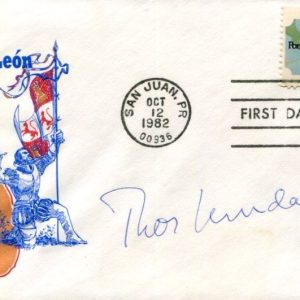 León
SAN JUAN, PR
OCT
12
1982
00936
FIRST DA
Thor